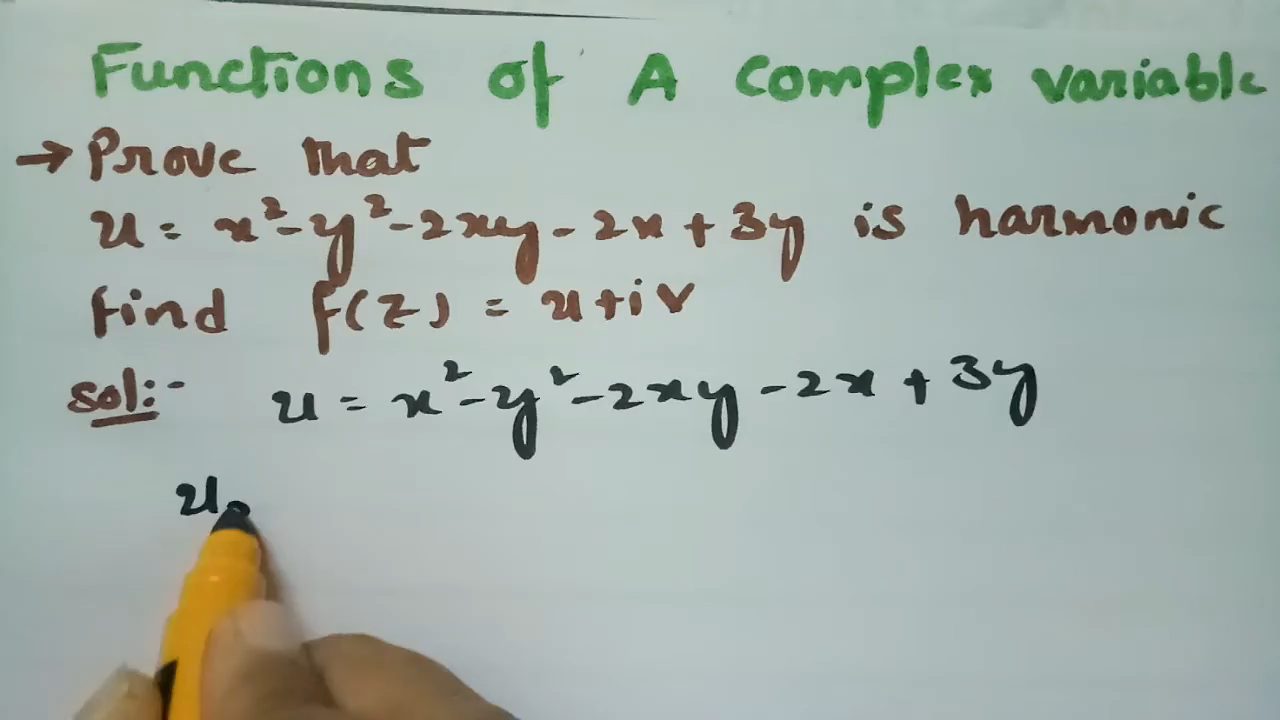 Functions of A Complex variable
→ Prove that
u = x² - y² - 2xy - 2x + 3y is harmonic
find f(z) = u + iv
Sol:- u = x² - y² - 2xy - 2x + 3y
u